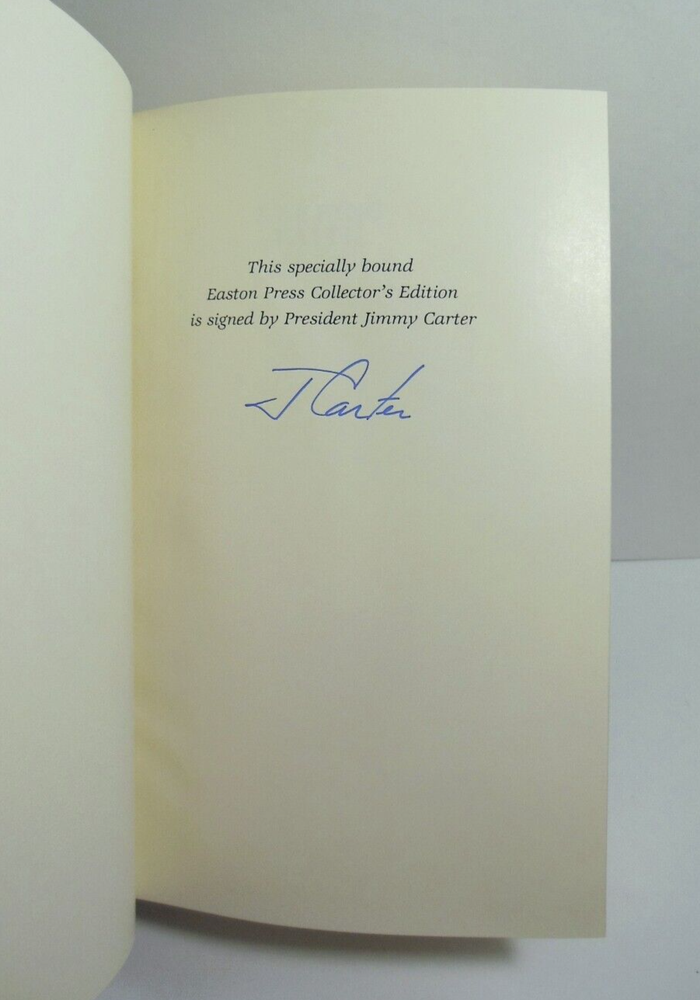 This specially bound
Easton Press Collector's Edition
is signed by President Jimmy Carter
J Carter